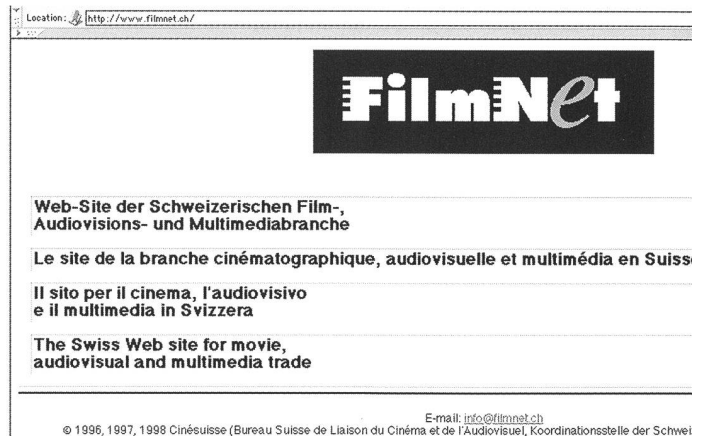 Location: http://www.filmnet.ch/
FilmNet
Web-Site der Schweizerischen Film-,
Audiovisions- und Multimediabranche
Le site de la branche cinématographique, audiovisuelle et multimédia en Suiss
Il sito per il cinema, l'audiovisivo
e il multimedia in Svizzera
The Swiss Web site for movie,
audiovisual and multimedia trade
E-mail: info@filmnet.ch
© 1996, 1997, 1998 Cinésuisse (Bureau Suisse de Liaison du Cinéma et de l'Audiovisuel, Koordinationsstelle der Schwei